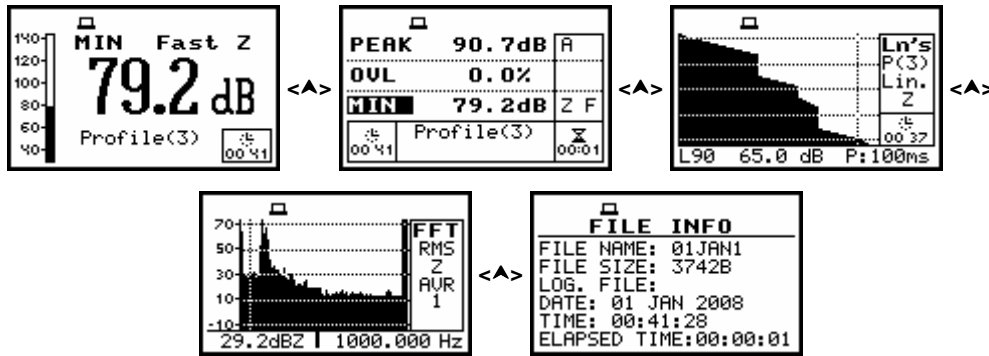 140
MIN Fast Z
120
100
79.2 dB
80
60
Profile(3)
40
00'41
<A>
PEAK 90.7dB A
OVL 0.0%
MIN 79.2dB Z F
Profile(3)
00'41
00:01
<A>
Ln's
P(3)
Lin.
Z
00'37
L90 65.0 dB P:100ms
<A>
70
50
30
10
-10
FFT
RMS
Z
AVR
1
29.2dBZ 1000.000 Hz
<A>
FILE INFO
FILE NAME: 01JAN1
FILE SIZE: 3742B
LOG. FILE:
DATE: 01 JAN 2008
TIME: 00:41:28
ELAPSED TIME:00:00:01